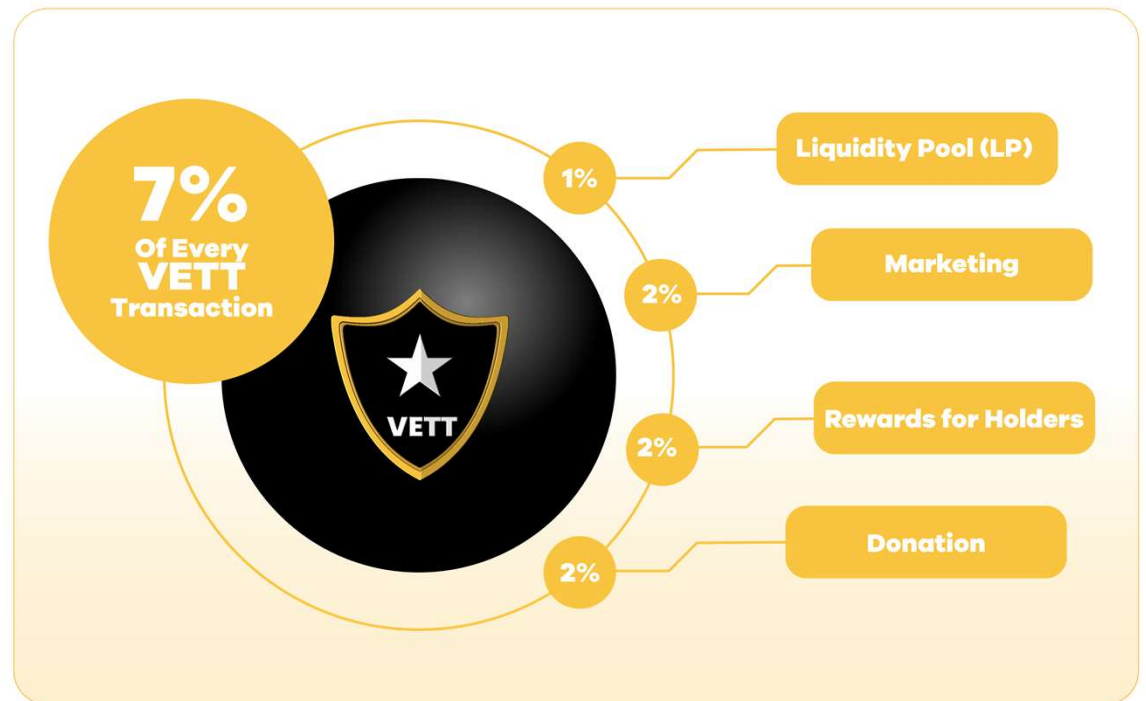 7%
Of Every
VETT
Transaction
VETT
1%
Liquidity Pool (LP)
2%
Marketing
2%
Rewards for Holders
2%
Donation